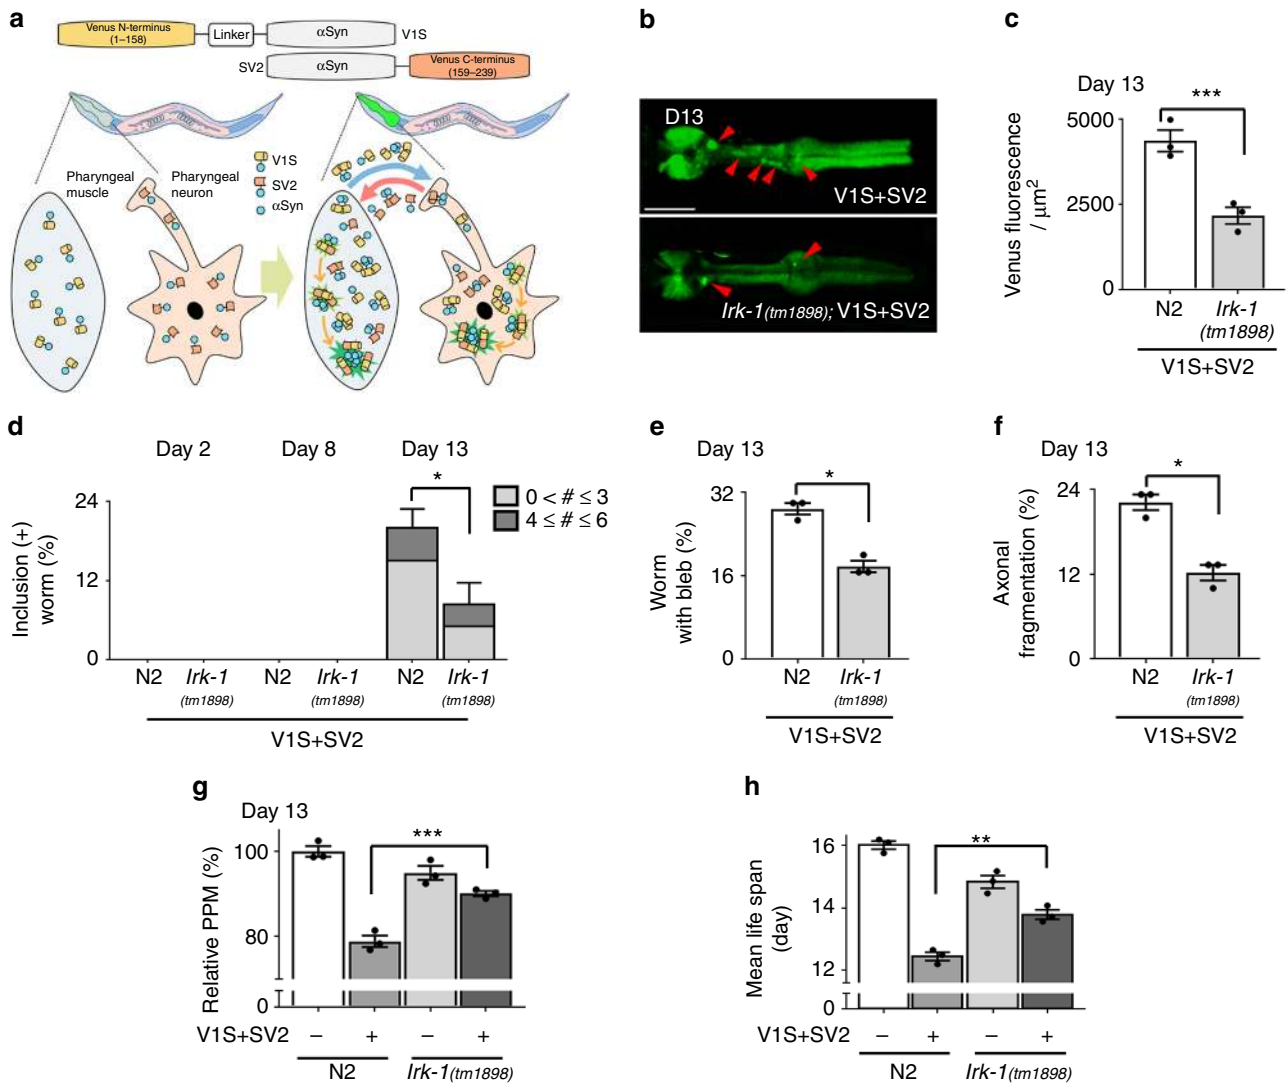 a
Venus N-terminus
(1–158)
Linker
αSyn
V1S
SV2
αSyn
Venus C-terminus
(159–239)
Pharyngeal
muscle
Pharyngeal
neuron
V1S
SV2
αSyn
b
D13
V1S+SV2
lrk-1(tm1898); V1S+SV2
c
Day 13
***
Venus fluorescence
/ μm2
5000
2500
0
N2
lrk-1
(tm1898)
V1S+SV2
d
Day 2
Day 8
Day 13
*
0 < # ≤ 3
4 ≤ # ≤ 6
Inclusion (+)
worm (%)
24
12
0
N2
lrk-1
(tm1898)
N2
lrk-1
(tm1898)
N2
lrk-1
(tm1898)
V1S+SV2
e
Day 13
*
Worm
with bleb (%)
32
16
0
N2
lrk-1
(tm1898)
V1S+SV2
f
Day 13
*
Axonal
fragmentation (%)
24
12
0
N2
lrk-1
(tm1898)
V1S+SV2
g
Day 13
***
Relative PPM (%)
100
80
0
V1S+SV2 – + – +
N2
lrk-1(tm1898)
h
**
Mean life span
(day)
16
14
12
0
V1S+SV2 – + – +
N2
lrk-1(tm1898)